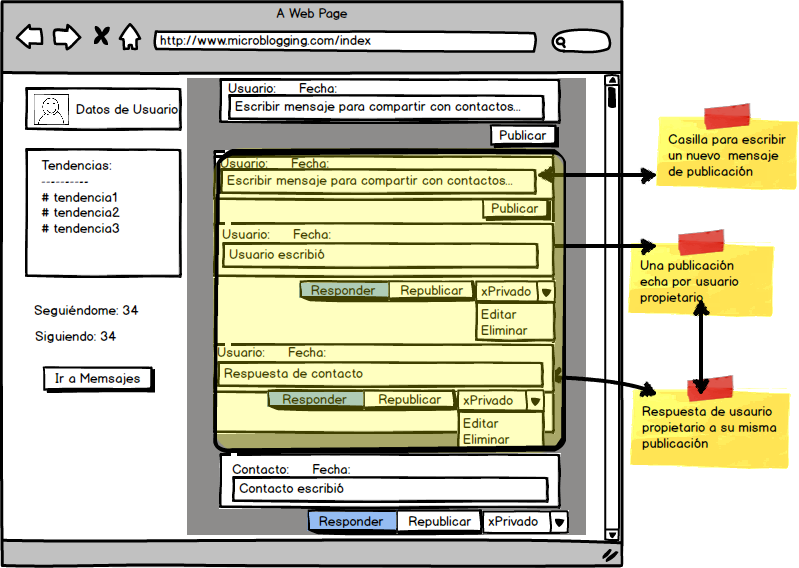 A Web Page
http://www.microblogging.com/index
Datos de Usuario
Tendencias:
----------
# tendencia1
# tendencia2
# tendencia3
Seguiéndome: 34
Siguiendo: 34
Ir a Memsajes
Usuario: Fecha:
Escribir mensaje para compartir con contactos...
Publicar
Usuario: Fecha:
Escribir mensaje para compartir con contactos...
Publicar
Usuario: Fecha:
Usuario escribió
Responder Republicar xPrivado
Editar
Eliminar
Usuario: Fecha:
Respuesta de contacto
Responder Republicar xPrivado
Editar
Eliminar
Contacto: Fecha:
Contacto escribió
Responder Republicar xPrivado
Casilla para escribir
un nuevo mensaje
de publicación
Una publicación
echa por usuario
propietario
Respuesta de usaurio
propietario a su misma
publicación